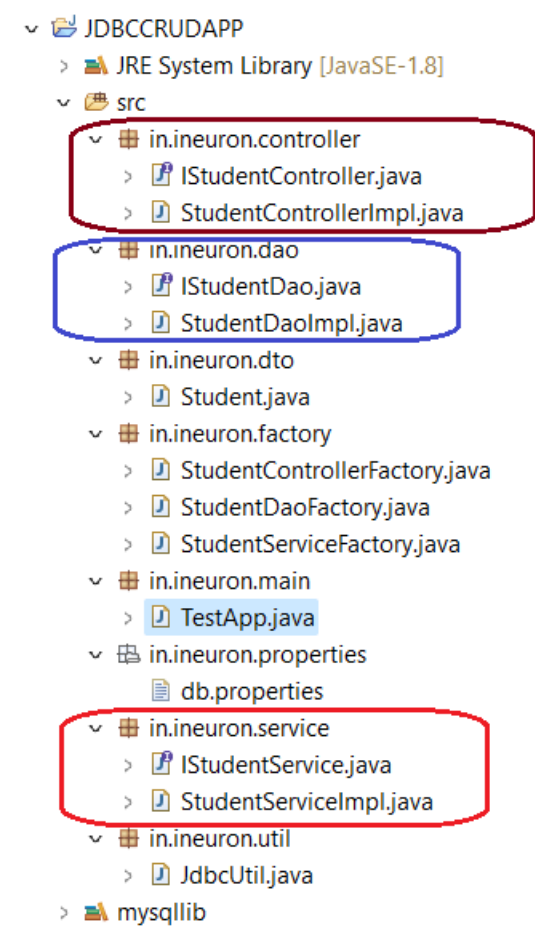 JDBCCRUDAPP
JRE System Library [JavaSE-1.8]
src
in.ineuron.controller
IStudentController.java
StudentControllerImpl.java
in.ineuron.dao
IStudentDao.java
StudentDaoImpl.java
in.ineuron.dto
Student.java
in.ineuron.factory
StudentControllerFactory.java
StudentDaoFactory.java
StudentServiceFactory.java
in.ineuron.main
TestApp.java
in.ineuron.properties
db.properties
in.ineuron.service
IStudentService.java
StudentServiceImpl.java
in.ineuron.util
JdbcUtil.java
mysqllib